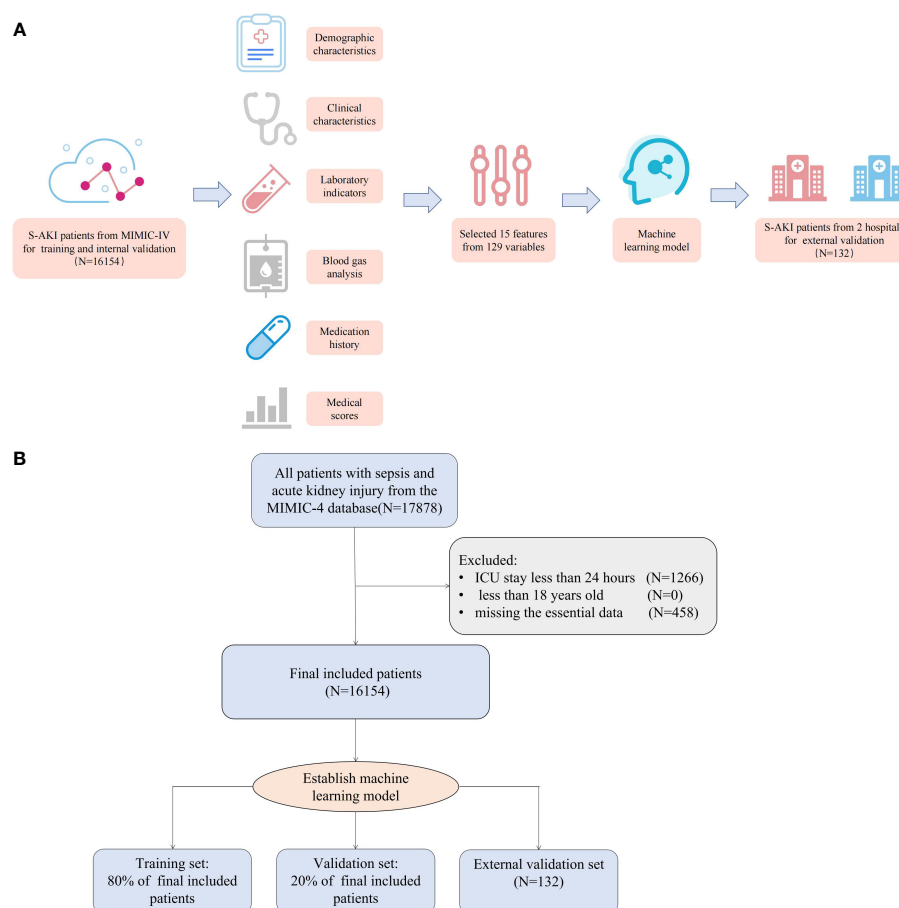 A
Demographic
characteristics
Clinical
characteristics
Laboratory
indicators
Blood gas
analysis
Medication
history
Medical
scores
S-AKI patients from MIMIC-IV
for training and internal validation
(N=16154)
Selected 15 features
from 129 variables
Machine
learning model
S-AKI patients from 2 hospital
for external validation
(N=132)
B
All patients with sepsis and
acute kidney injury from the
MIMIC-4 database(N=17878)
Excluded:
• ICU stay less than 24 hours (N=1266)
• less than 18 years old (N=0)
• missing the essential data (N=458)
Final included patients
(N=16154)
Establish machine
learning model
Training set:
80% of final included
patients
Validation set:
20% of final included
patients
External validation set
(N=132)